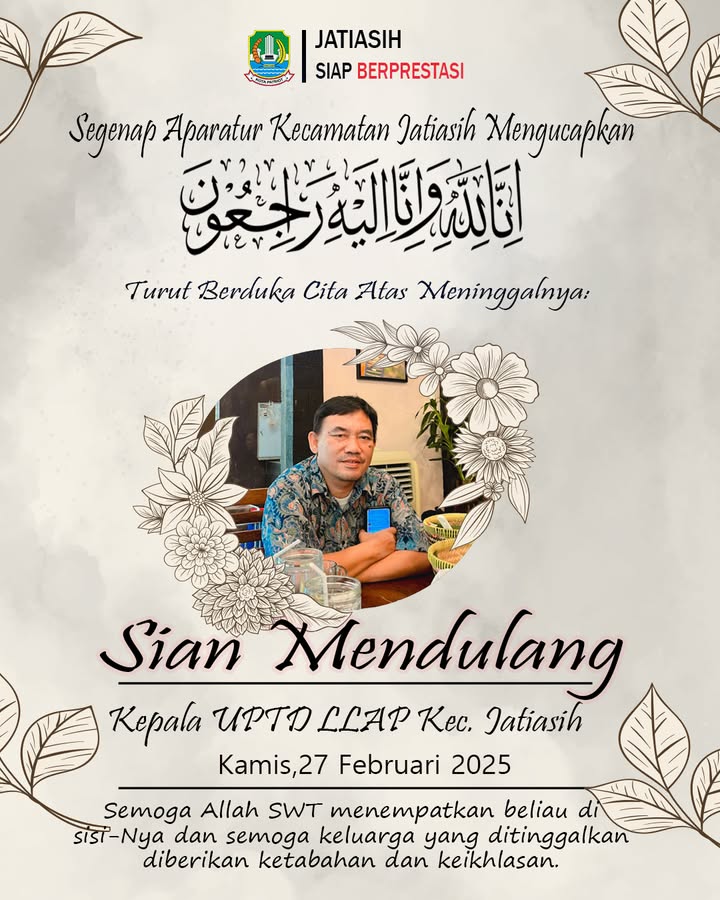 JATIASIH
SIAP BERPRESTASI
KOTA PATRIOT
Segenap Aparatur Kecamatan Jatiasih Mengucapkan
اِنَّا لِلّٰهِ وَاِنَّا اِلَيْهِ رَاجِعُوْنَ
Turut Berduka Cita Atas Meninggalnya:
Sian Mendulang
Kepala UPTD LLAP Kec. Jatiasih
Kamis,27 Februari 2025
Semoga Allah SWT menempatkan beliau di
sisi-Nya dan semoga keluarga yang ditinggalkan
diberikan ketabahan dan keikhlasan.